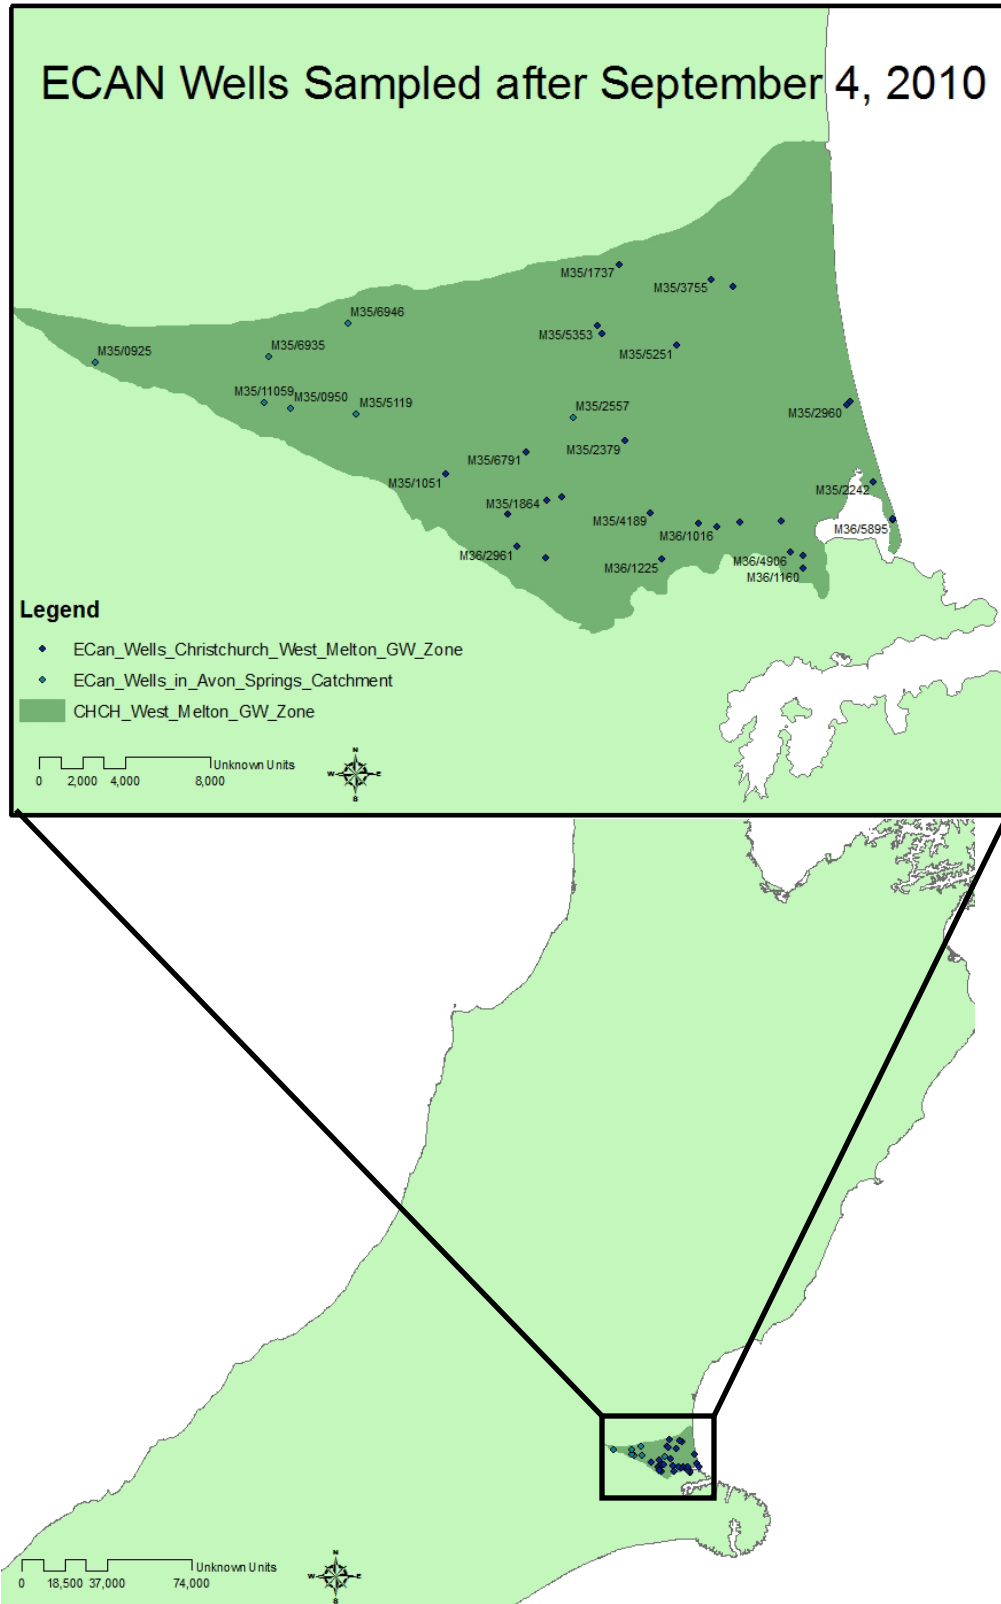 ECAN Wells Sampled after September 4, 2010
M35/1737
M35/3755
M35/6946
M35/5353
M35/5251
M35/0925
M35/6935
M35/11059
M35/0950
M35/5119
M35/2557
M35/2960
M35/2379
M35/6791
M35/1051
M35/2242
M35/1864
M35/4189
M36/5895
M36/1016
M36/2961
M36/1225
M36/4906
M36/1160
Legend
ECan_Wells_Christchurch_West_Melton_GW_Zone
ECan_Wells_in_Avon_Springs_Catchment
CHCH_West_Melton_GW_Zone
Unknown Units
0 2,000 4,000 8,000
N
W E
S
Unknown Units
0 18,500 37,000 74,000
N
W E
S